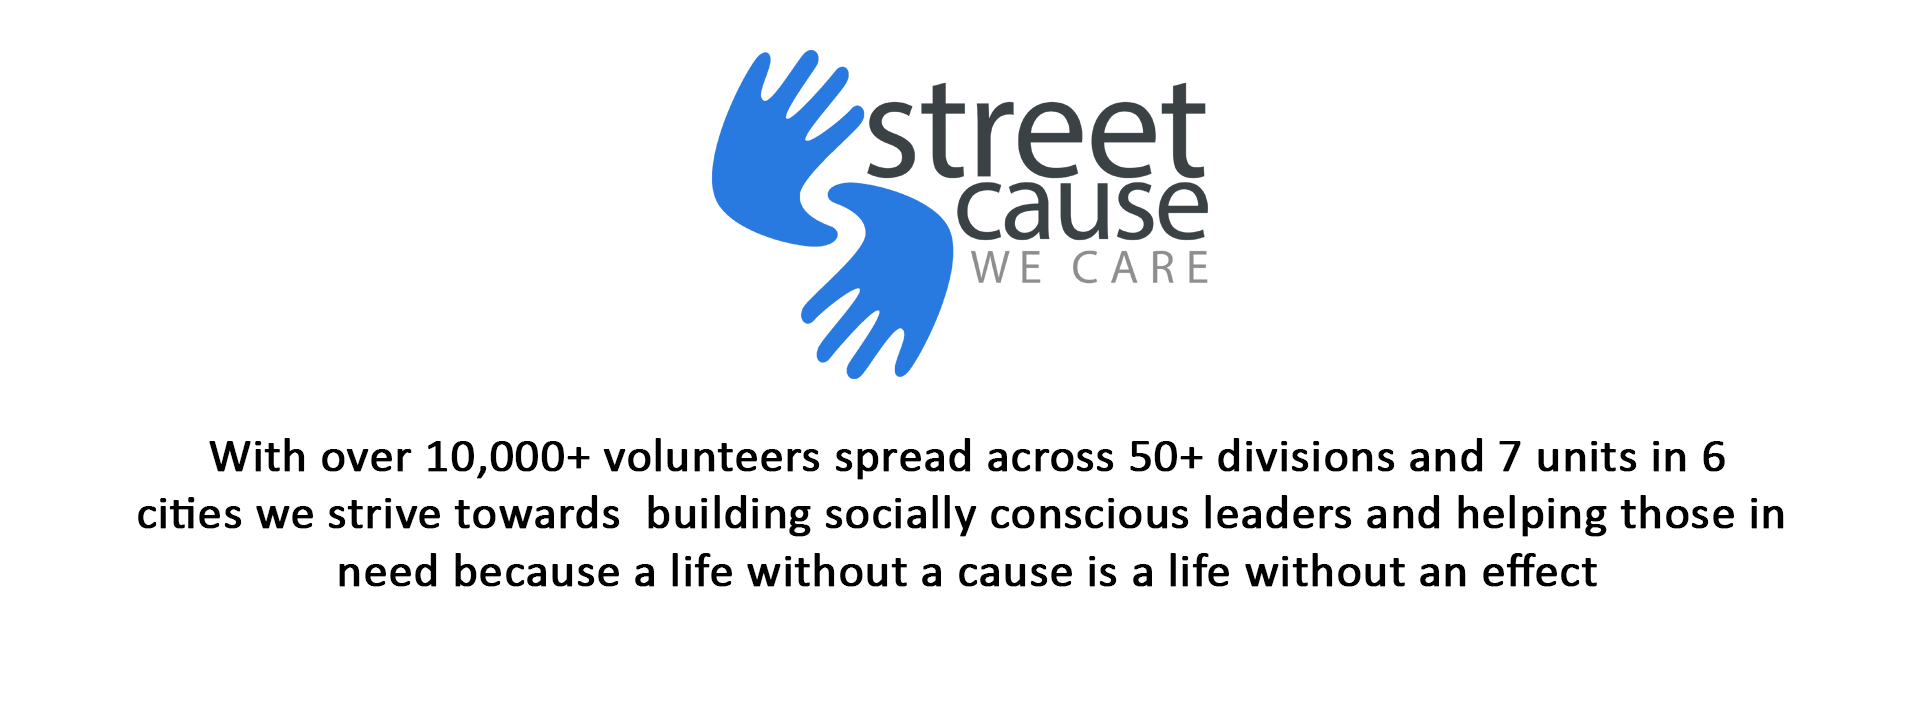 street
cause
WE CARE
With over 10,000+ volunteers spread across 50+ divisions and 7 units in 6
cities we strive towards  building socially conscious leaders and helping those in
need because a life without a cause is a life without an effect